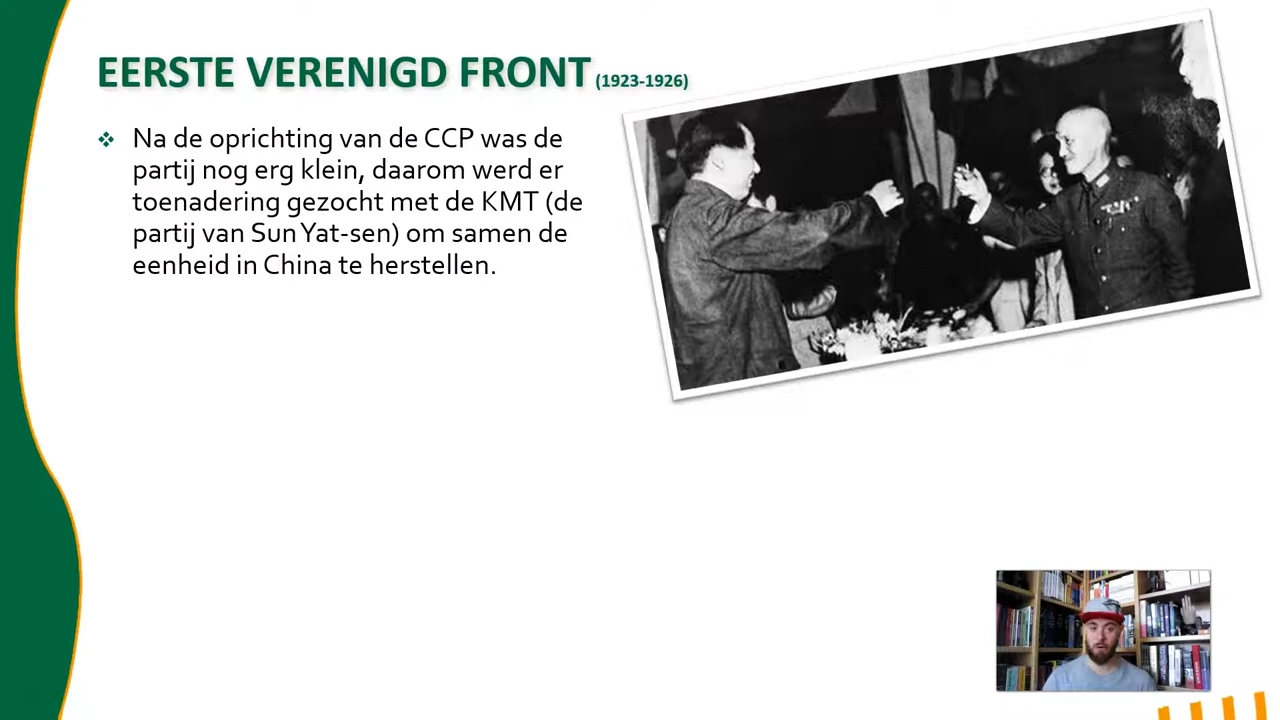 EERSTE VERENIGD FRONT (1923-1926)
Na de oprichting van de CCP was de
partij nog erg klein, daarom werd er
toenadering gezocht met de KMT (de
partij van Sun Yat-sen) om samen de
eenheid in China te herstellen.